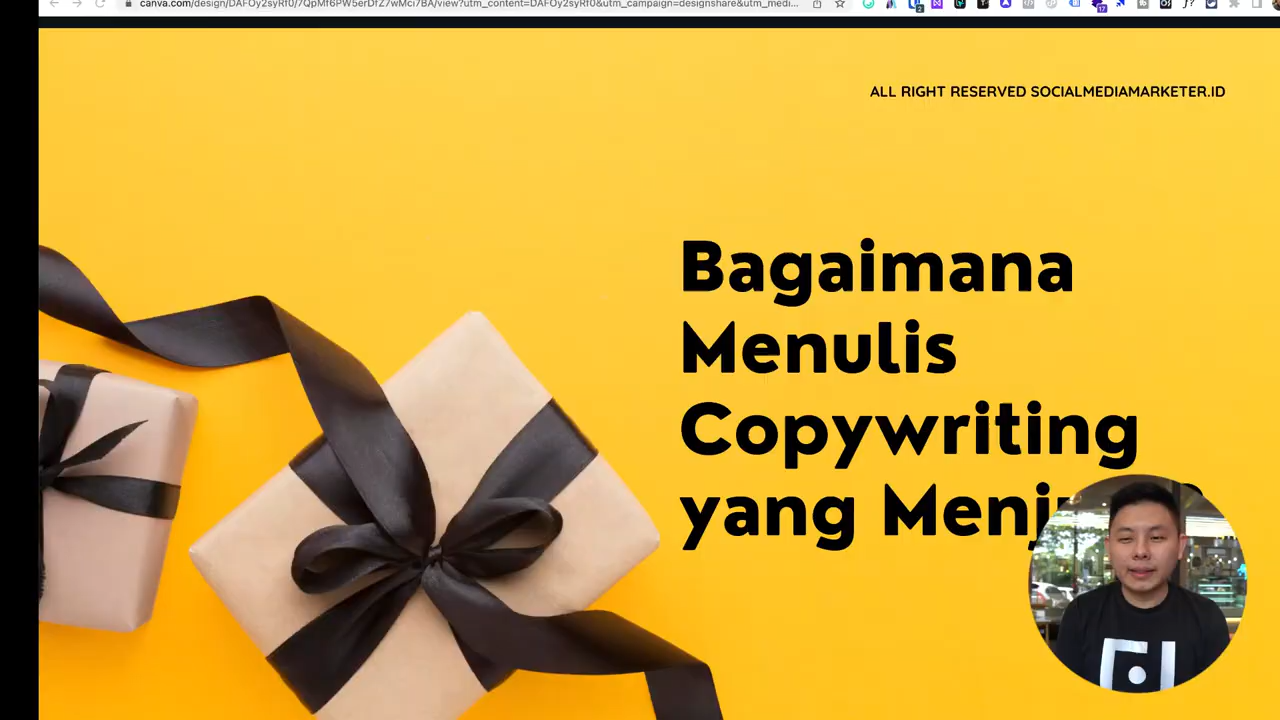 ALL RIGHT RESERVED SOCIALMEDIAMARKETER.ID
Bagaimana
Menulis
Copywriting
yang